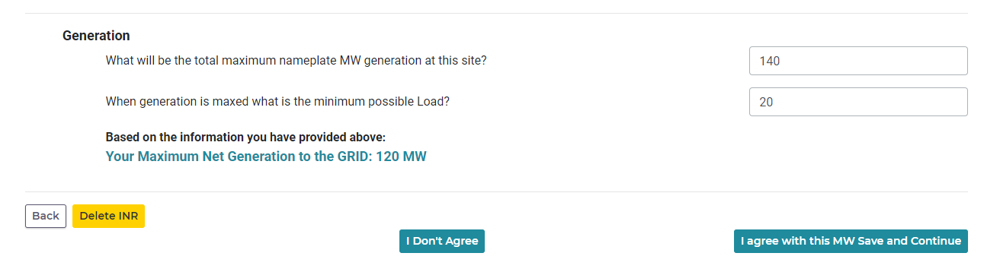 Generation
What will be the total maximum nameplate MW generation at this site?
140
When generation is maxed what is the minimum possible Load?
20
Based on the information you have provided above:
Your Maximum Net Generation to the GRID: 120 MW
Back
Delete INR
I Don't Agree
I agree with this MW Save and Continue